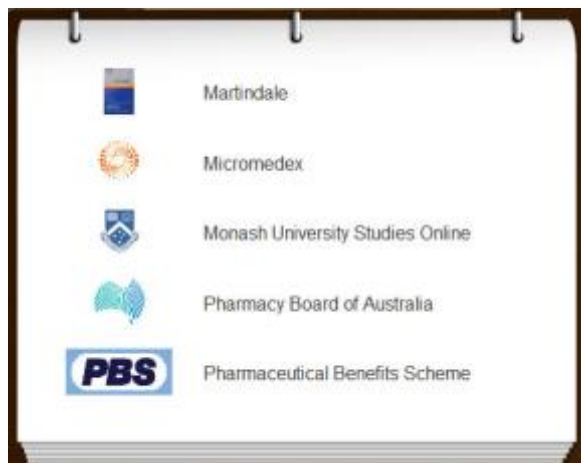 Martindale
Micromedex
Monash University Studies Online
Pharmacy Board of Australia
PBS Pharmaceutical Benefits Scheme